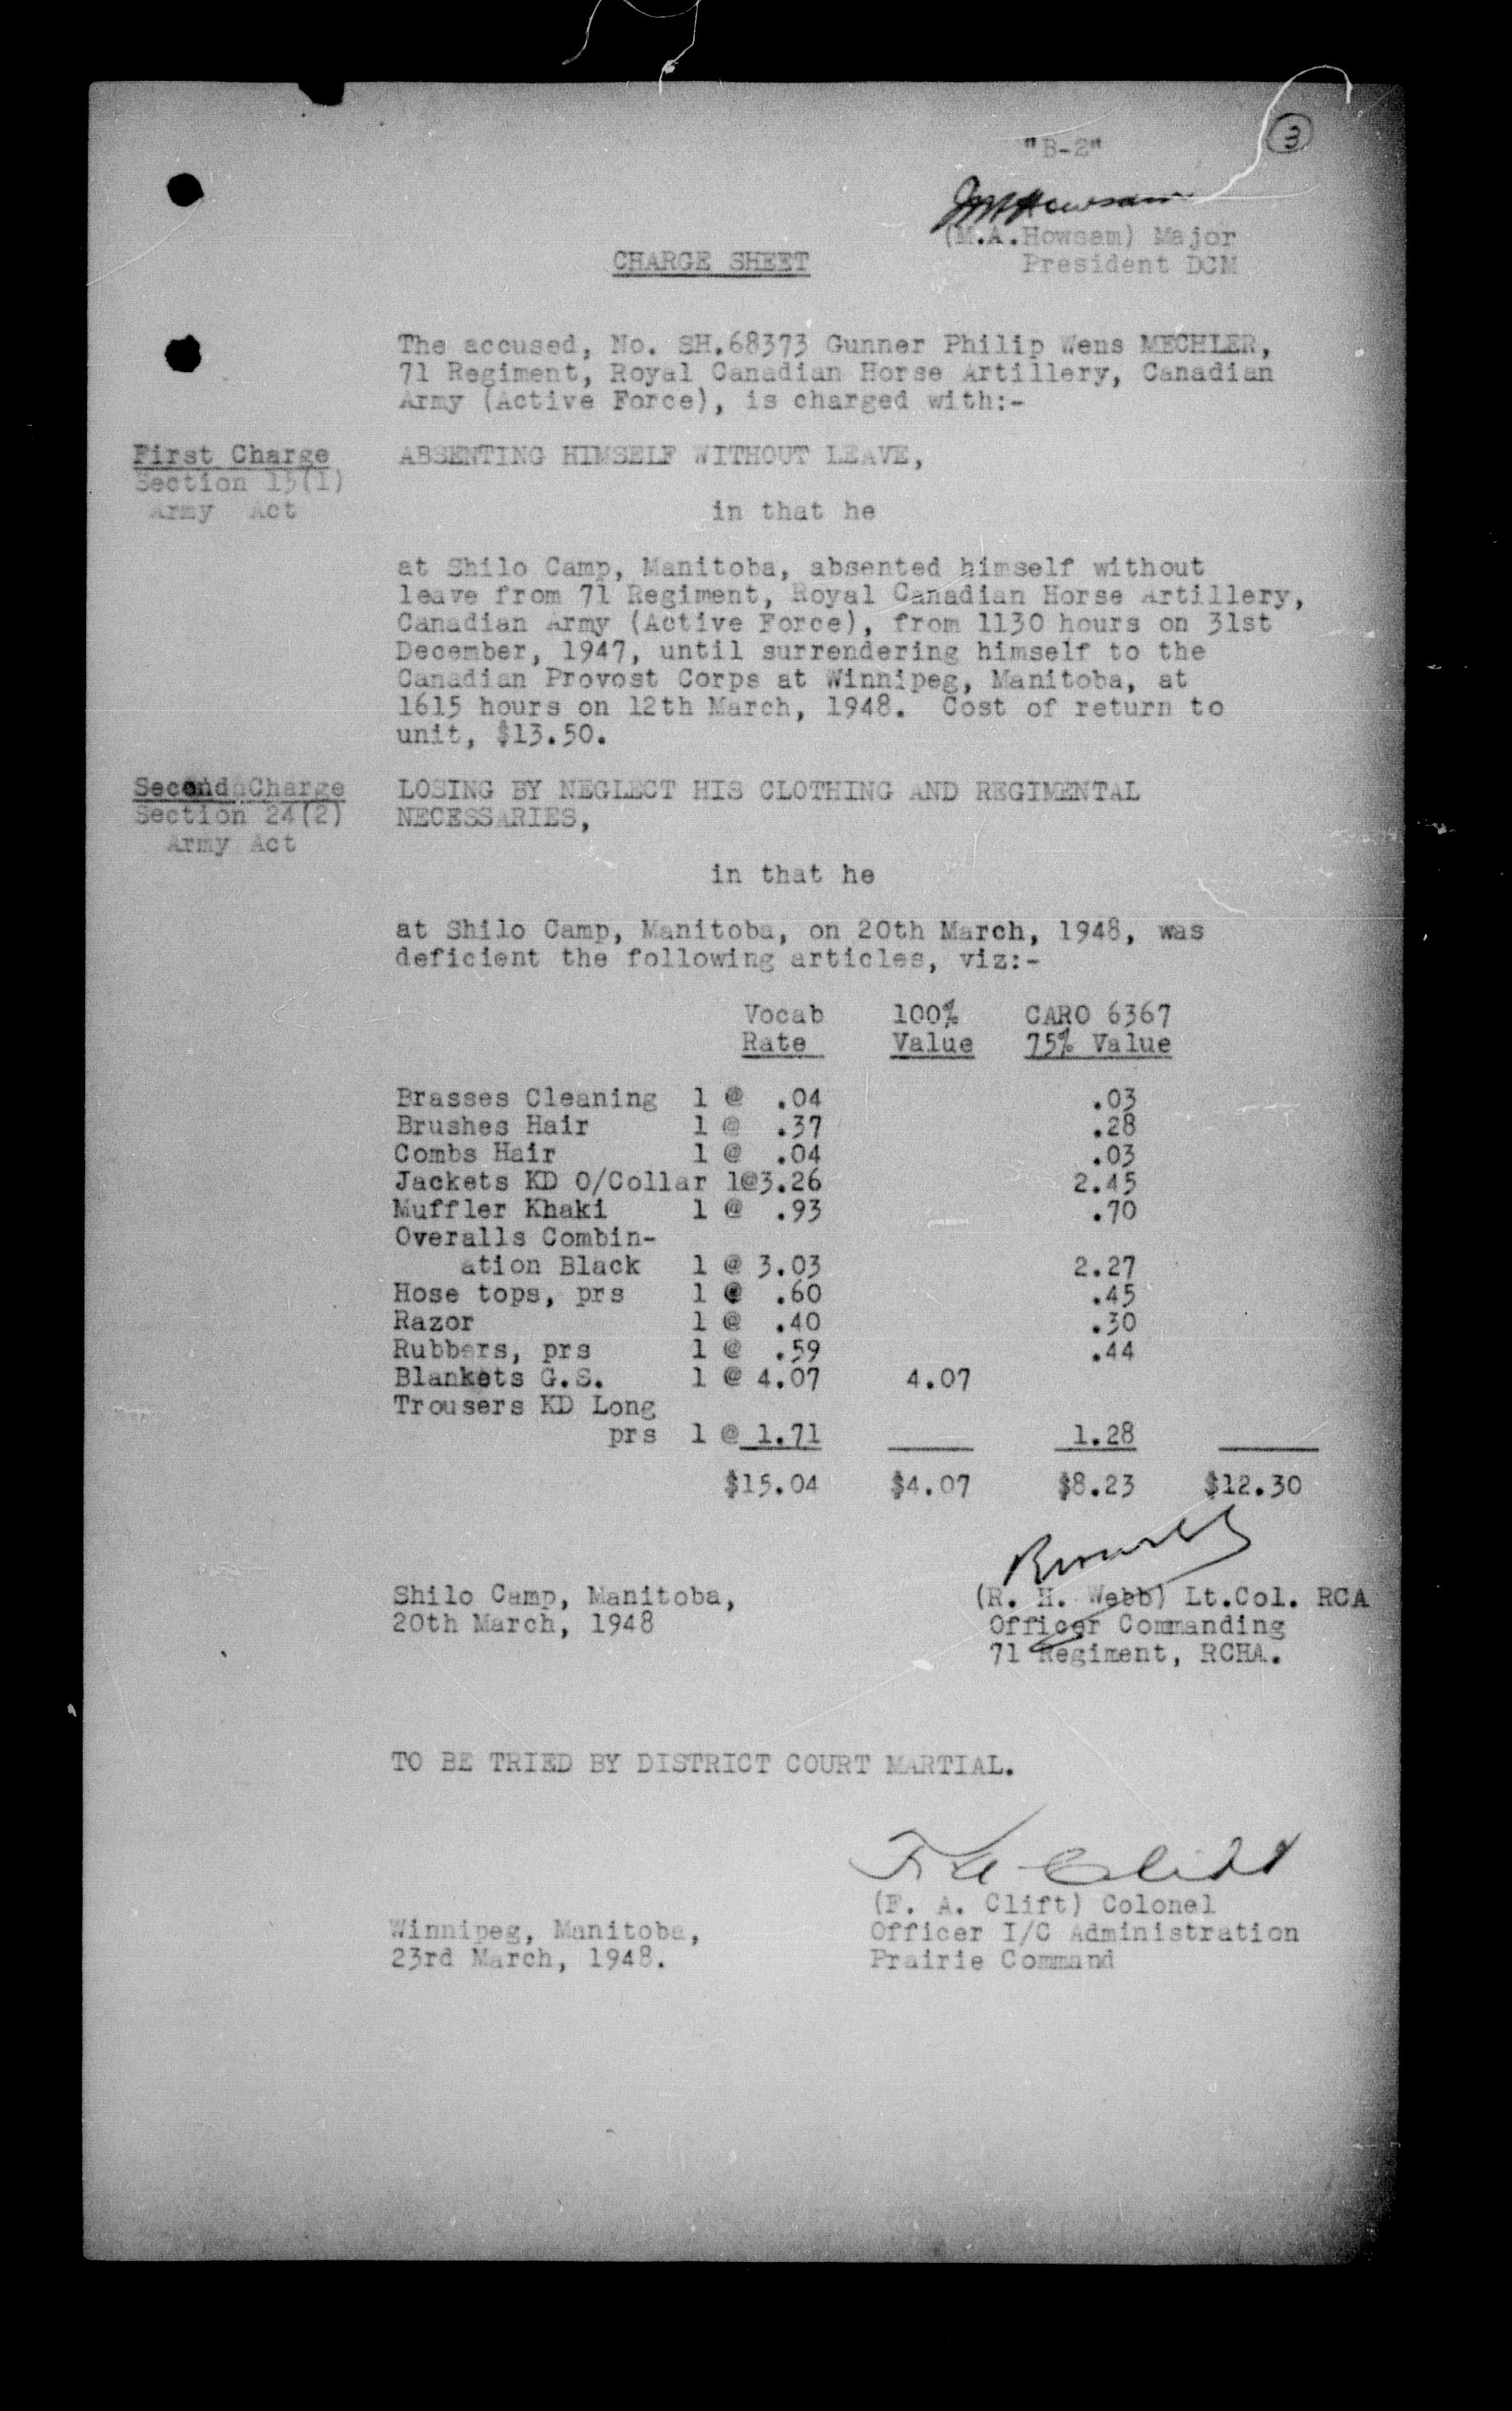 3
"B-2"
(M.A.Howsam) Major
President DCM
CHARGE SHEET
The accused, No. SH.68373 Gunner Philip Wens MECHLER,
71 Regiment, Royal Canadian Horse Artillery, Canadian
Army (Active Force), is charged with:-
First Charge ABSENTING HIMSELF WITHOUT LEAVE,
Section 15(1)
Army Act in that he
at Shilo Camp, Manitoba, absented himself without
leave from 71 Regiment, Royal Canadian Horse Artillery,
Canadian Army (Active Force), from 1130 hours on 31st
December, 1947, until surrendering himself to the
Canadian Provost Corps at Winnipeg, Manitoba, at
1615 hours on 12th March, 1948. Cost of return to
unit, $13.50.
Second Charge LOSING BY NEGLECT HIS CLOTHING AND REGIMENTAL
Section 24(2) NECESSARIES,
Army Act
in that he
at Shilo Camp, Manitoba, on 20th March, 1948, was
deficient the following articles, viz:-
Vocab 100% CARO 6367
Rate Value 75% Value
Brasses Cleaning 1 @ .04 .03
Brushes Hair 1 @ .37 .28
Combs Hair 1 @ .04 .03
Jackets KD O/Collar 1@3.26 2.45
Muffler Khaki 1 @ .93 .70
Overalls Combin-
ation Black 1 @ 3.03 2.27
Hose tops, prs 1 @ .60 .45
Razor 1 @ .40 .30
Rubbers, prs 1 @ .59 .44
Blankets G.S. 1 @ 4.07 4.07
Trousers KD Long
prs 1 @ 1.71 1.28
$15.04 $4.07 $8.23 $12.30
Shilo Camp, Manitoba, (R. H. Webb) Lt.Col. RCA
20th March, 1948 Officer Commanding
71 Regiment, RCHA.
TO BE TRIED BY DISTRICT COURT MARTIAL.
F A Clift
(F. A. Clift) Colonel
Winnipeg, Manitoba, Officer I/C Administration
23rd March, 1948. Prairie Command